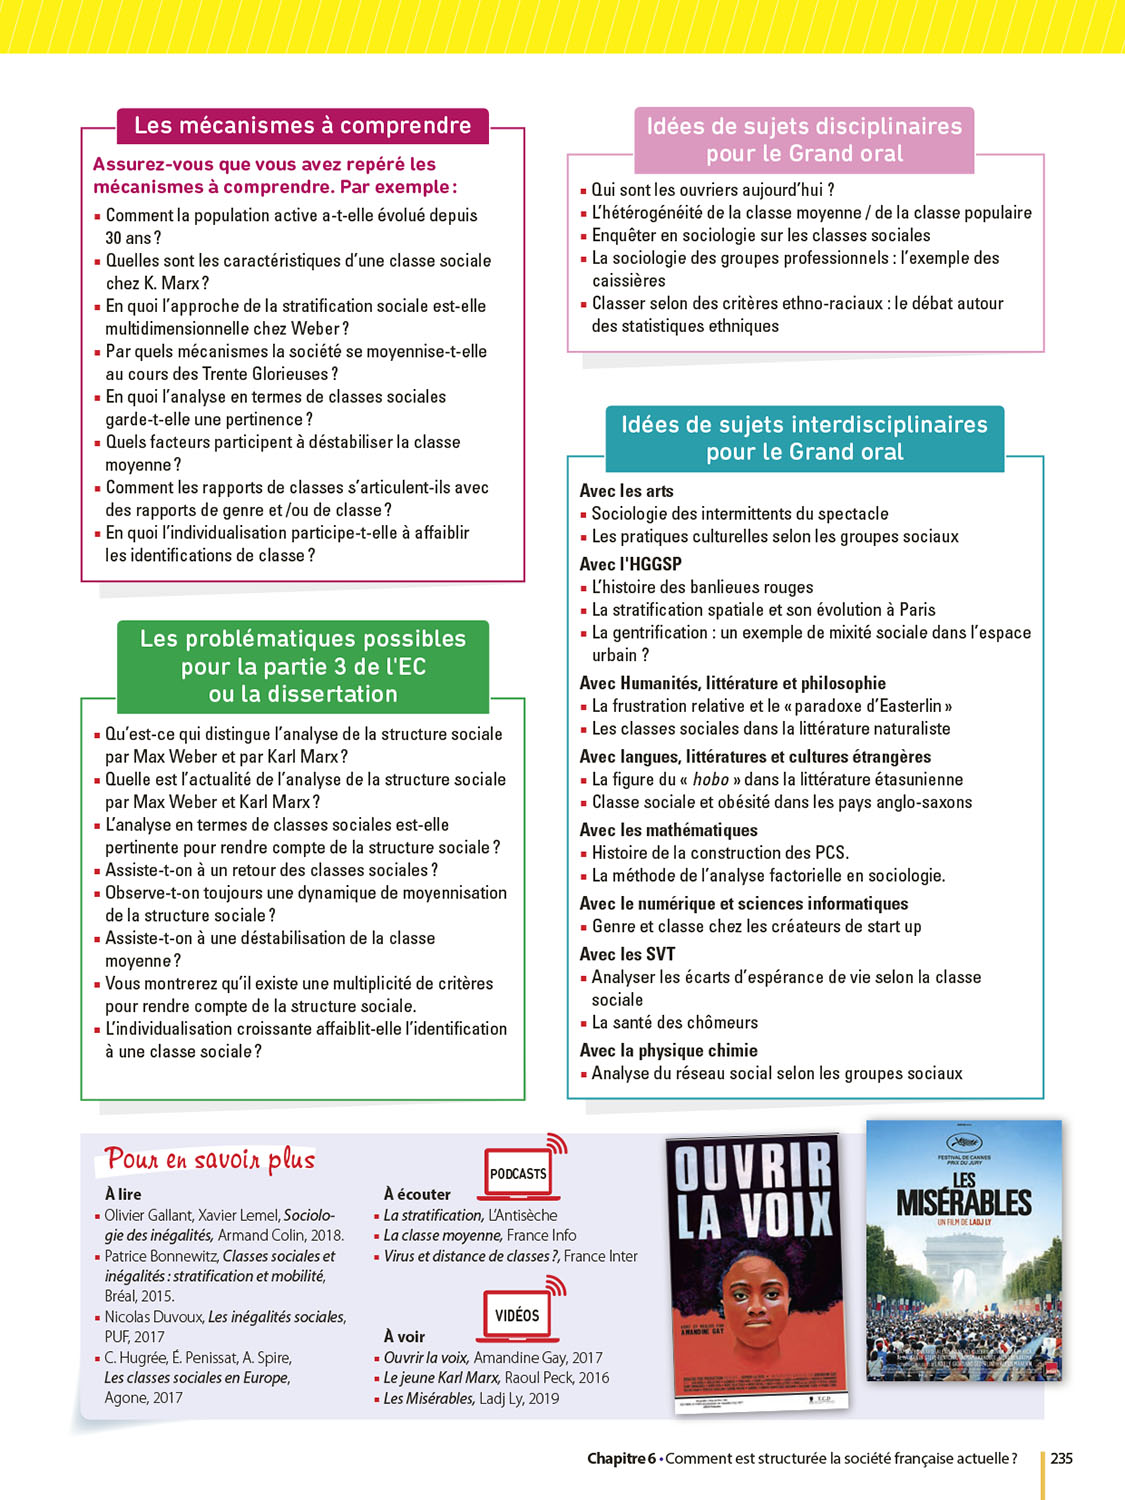 Les mécanismes à comprendre
Assurez-vous que vous avez repéré les
mécanismes à comprendre. Par exemple :
Comment la population active a-t-elle évolué depuis
30 ans ?
Quelles sont les caractéristiques d'une classe sociale
chez K. Marx ?
En quoi l'approche de la stratification sociale est-elle
multidimensionnelle chez Weber ?
Par quels mécanismes la société se moyennise-t-elle
au cours des Trente Glorieuses ?
En quoi l'analyse en termes de classes sociales
garde-t-elle une pertinence ?
Quels facteurs participent à déstabiliser la classe
moyenne ?
Comment les rapports de classes s'articulent-ils avec
des rapports de genre et /ou de classe ?
En quoi l'individualisation participe-t-elle à affaiblir
les identifications de classe ?
Les problématiques possibles
pour la partie 3 de l'EC
ou la dissertation
Qu'est-ce qui distingue l'analyse de la structure sociale
par Max Weber et par Karl Marx ?
Quelle est l'actualité de l'analyse de la structure sociale
par Max Weber et Karl Marx ?
L'analyse en termes de classes sociales est-elle
pertinente pour rendre compte de la structure sociale ?
Assiste-t-on à un retour des classes sociales ?
Observe-t-on toujours une dynamique de moyennisation
de la structure sociale ?
Assiste-t-on à une déstabilisation de la classe
moyenne ?
Vous montrerez qu'il existe une multiplicité de critères
pour rendre compte de la structure sociale.
L'individualisation croissante affaiblit-elle l'identification
à une classe sociale ?
Idées de sujets disciplinaires
pour le Grand oral
Qui sont les ouvriers aujourd'hui ?
L'hétérogénéité de la classe moyenne / de la classe populaire
Enquêter en sociologie sur les classes sociales
La sociologie des groupes professionnels : l'exemple des
caissières
Classer selon des critères ethno-raciaux : le débat autour
des statistiques ethniques
Idées de sujets interdisciplinaires
pour le Grand oral
Avec les arts
Sociologie des intermittents du spectacle
Les pratiques culturelles selon les groupes sociaux
Avec l'HGGSP
L'histoire des banlieues rouges
La stratification spatiale et son évolution à Paris
La gentrification : un exemple de mixité sociale dans l'espace
urbain ?
Avec Humanités, littérature et philosophie
La frustration relative et le « paradoxe d'Easterlin »
Les classes sociales dans la littérature naturaliste
Avec langues, littératures et cultures étrangères
La figure du « hobo » dans la littérature étasunienne
Classe sociale et obésité dans les pays anglo-saxons
Avec les mathématiques
Histoire de la construction des PCS.
La méthode de l'analyse factorielle en sociologie.
Avec le numérique et sciences informatiques
Genre et classe chez les créateurs de start up
Avec les SVT
Analyser les écarts d'espérance de vie selon la classe
sociale
La santé des chômeurs
Avec la physique chimie
Analyse du réseau social selon les groupes sociaux
Pour en savoir plus
À lire
Olivier Gallant, Xavier Lemel, Sociolo-
gie des inégalités, Armand Colin, 2018.
Patrice Bonnewitz, Classes sociales et
inégalités : stratification et mobilité,
Bréal, 2015.
Nicolas Duvoux, Les inégalités sociales,
PUF, 2017
C. Hugrée, É. Penissat, A. Spire,
Les classes sociales en Europe,
Agone, 2017
PODCASTS
À écouter
La stratification, L'Antisèche
La classe moyenne, France Info
Virus et distance de classes ?, France Inter
VIDÉOS
À voir
Ouvrir la voix, Amandine Gay, 2017
Le jeune Karl Marx, Raoul Peck, 2016
Les Misérables, Ladj Ly, 2019
OUVRIR
LA VOIX
AMANDINE GAY
FESTIVAL DE CANNES
PRIX DU JURY
LES
MISÉRABLES
UN FILM DE LADJ LY
Chapitre 6 • Comment est structurée la société française actuelle ? 235